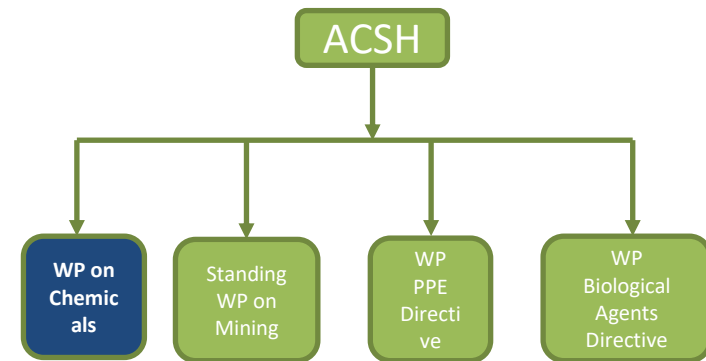 ACSH
WP on
Chemic
als
Standing
WP on
Mining
WP
PPE
Directi
ve
WP
Biological
Agents
Directive